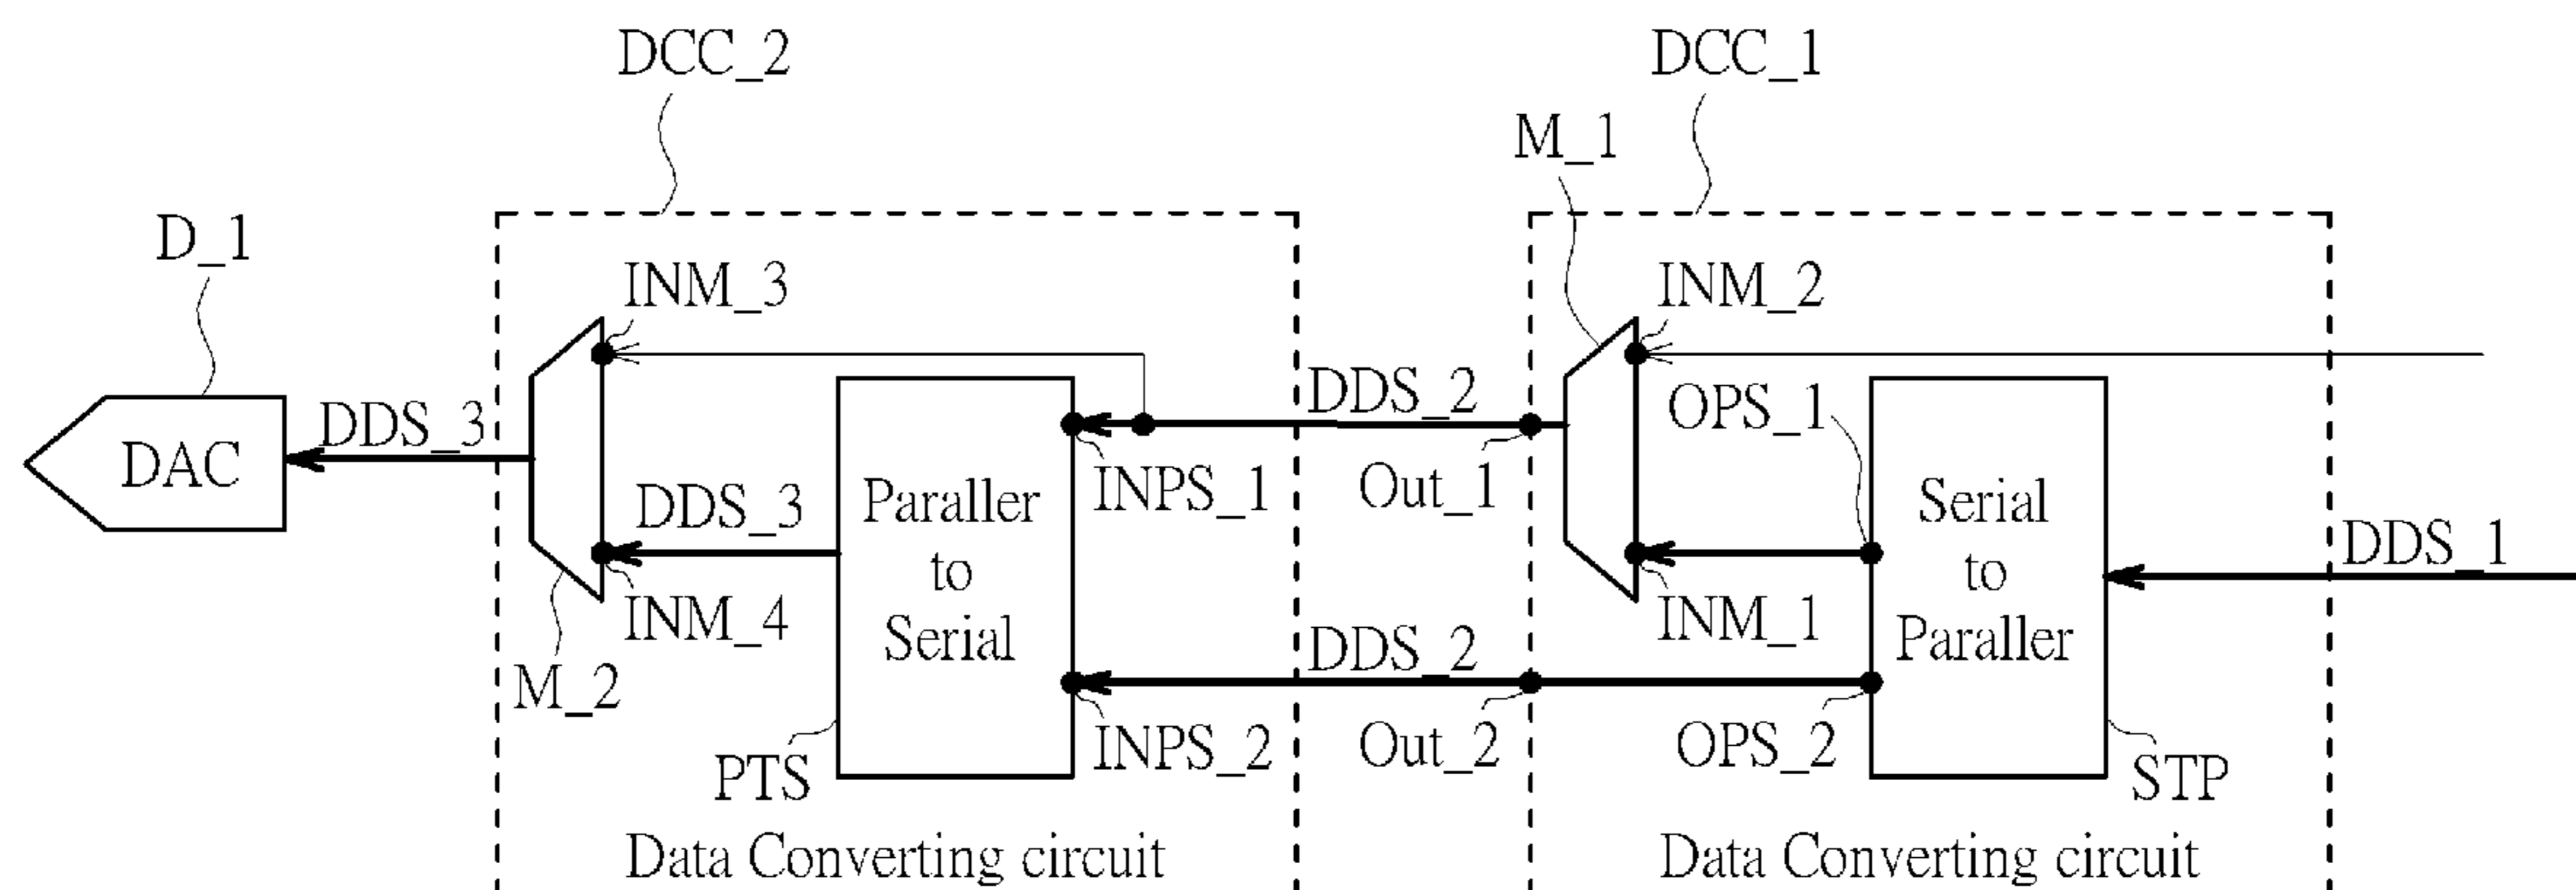 DCC_2
DCC_1
M_1
D_1
INM_3
INM_2
DDS_2
OPS_1
DDS_3
DAC
DDS_3
Paraller
to
Serial
INPS_1
Out_1
Serial
to
Paraller
DDS_1
INM_4
INM_1
DDS_2
M_2
PTS
INPS_2
Out_2
OPS_2
STP
Data Converting circuit
Data Converting circuit